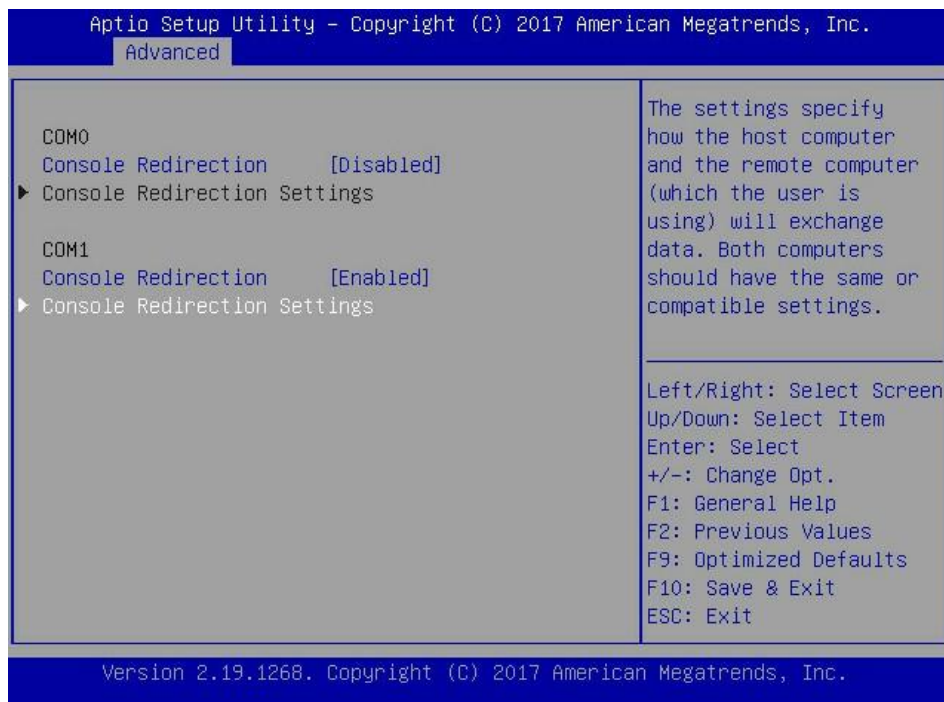 Aptio Setup Utility – Copyright (C) 2017 American Megatrends, Inc.
Advanced
COM0
Console Redirection [Disabled]
Console Redirection Settings
COM1
Console Redirection [Enabled]
Console Redirection Settings
The settings specify
how the host computer
and the remote computer
(which the user is
using) will exchange
data. Both computers
should have the same or
compatible settings.
Left/Right: Select Screen
Up/Down: Select Item
Enter: Select
+/-: Change Opt.
F1: General Help
F2: Previous Values
F9: Optimized Defaults
F10: Save & Exit
ESC: Exit
Version 2.19.1268. Copyright (C) 2017 American Megatrends, Inc.